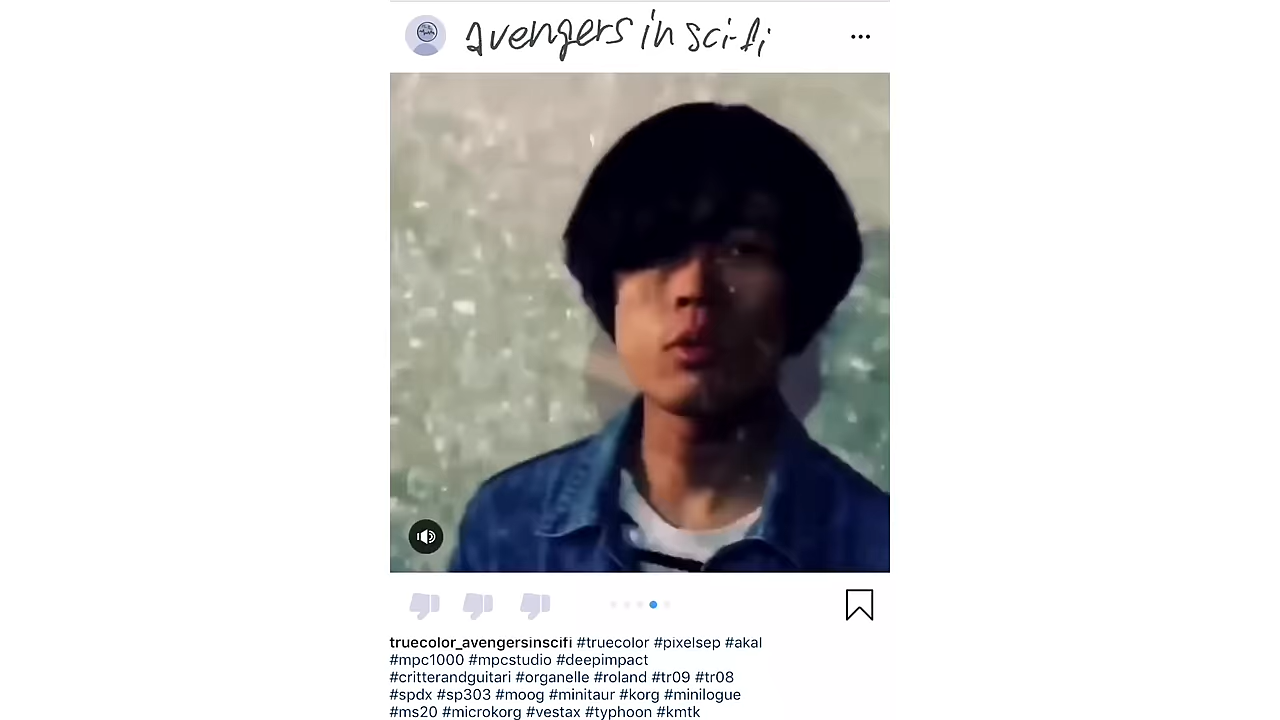 avengers in sci-fi
truecolor_avengersinscifi #truecolor #pixelsep #akal
#mpc1000 #mpcstudio #deepimpact
#critterandguitari #organelle #roland #tr09 #tr08
#spdx #sp303 #moog #minitaur #korg #minilogue
#ms20 #microkorg #vestax #typhoon #kmtk